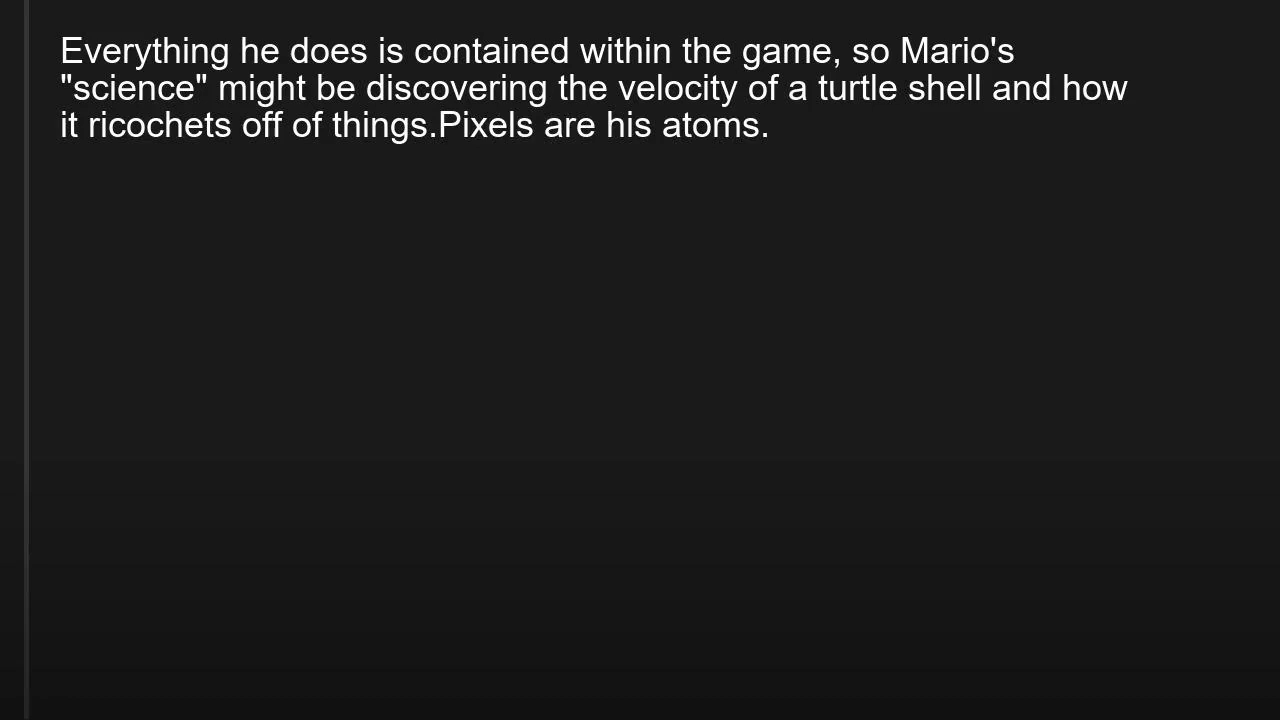 Everything he does is contained within the game, so Mario's
"science" might be discovering the velocity of a turtle shell and how
it ricochets off of things.Pixels are his atoms.